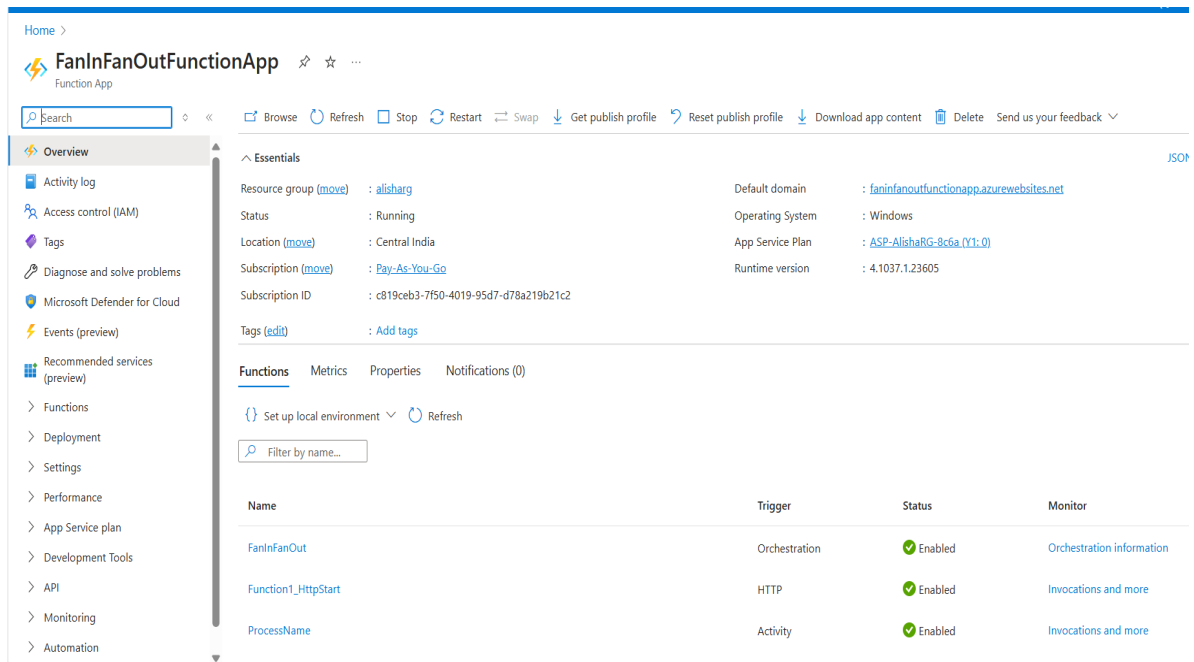 Home >
FanInFanOutFunctionApp ...
Function App
Search
Browse Refresh Stop Restart Swap Get publish profile Reset publish profile Download app content Delete Send us your feedback
Overview
Activity log
Access control (IAM)
Tags
Diagnose and solve problems
Microsoft Defender for Cloud
Events (preview)
Recommended services
(preview)
Functions
Deployment
Settings
Performance
App Service plan
Development Tools
API
Monitoring
Automation
Essentials
JSON
Resource group (move) : alisharg
Status : Running
Location (move) : Central India
Subscription (move) : Pay-As-You-Go
Subscription ID : c819ceb3-7f50-4019-95d7-d78a219b21c2
Tags (edit) : Add tags
Default domain : faninfanoutfunctionapp.azurewebsites.net
Operating System : Windows
App Service Plan : ASP-AlishaRG-8c6a (Y1: 0)
Runtime version : 4.1037.1.23605
Functions Metrics Properties Notifications (0)
{} Set up local environment Refresh
Filter by name...
Name Trigger Status Monitor
FanInFanOut Orchestration Enabled Orchestration information
Function1_HttpStart HTTP Enabled Invocations and more
ProcessName Activity Enabled Invocations and more